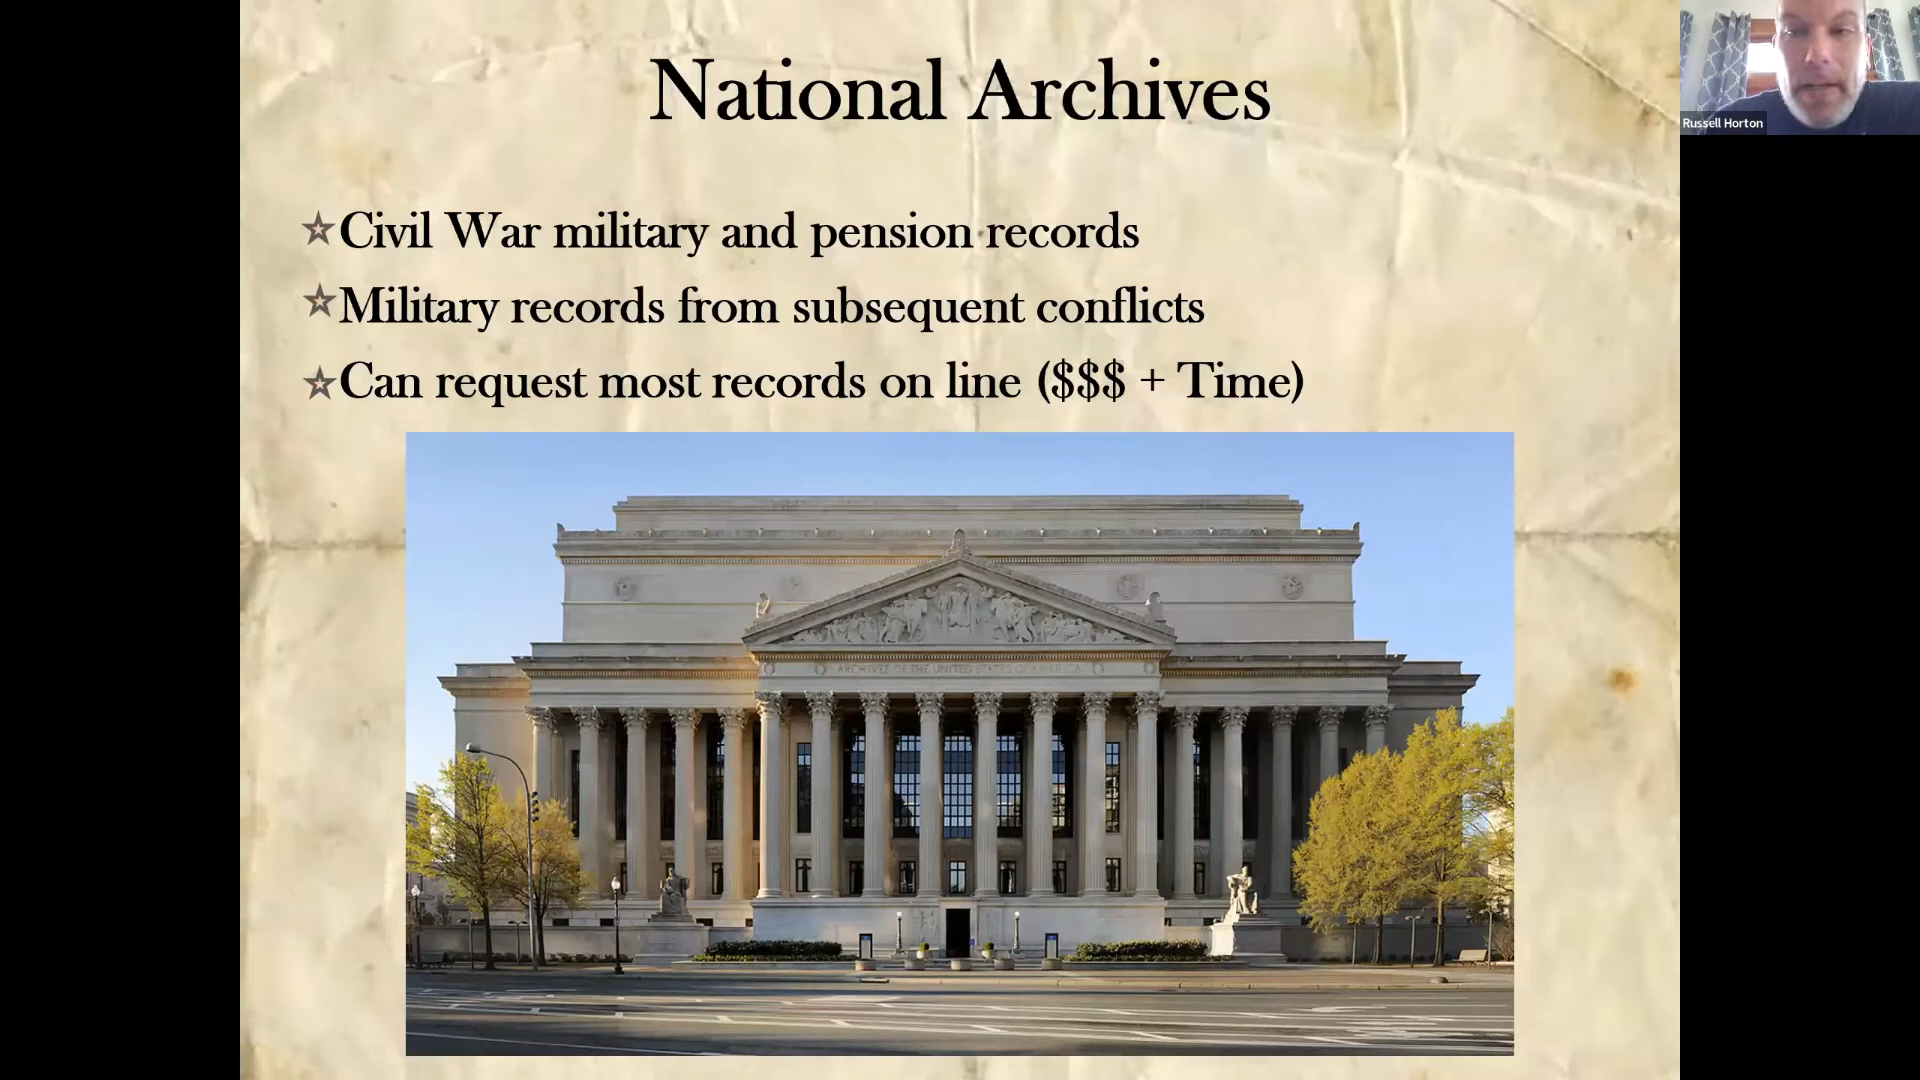 National Archives
Civil War military and pension records
Military records from subsequent conflicts
Can request most records on line ($$$ + Time)
ARCHIVES OF THE UNITED STATES OF AMERICA
Russell Horton